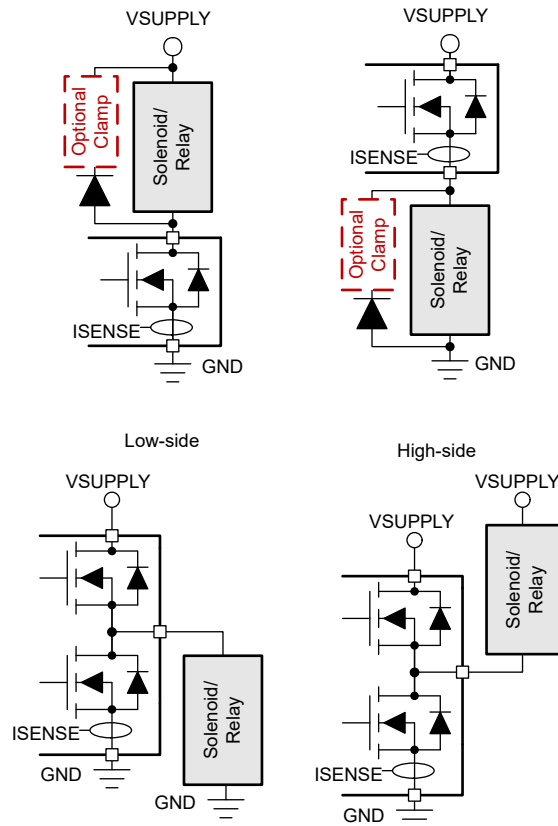 VSUPPLY
Optional
Clamp
Solenoid/
Relay
ISENSE
GND
VSUPPLY
ISENSE
Optional
Clamp
Solenoid/
Relay
GND
Low-side
High-side
VSUPPLY
Solenoid/
Relay
ISENSE
GND
GND
VSUPPLY
VSUPPLY
Solenoid/
Relay
ISENSE
GND